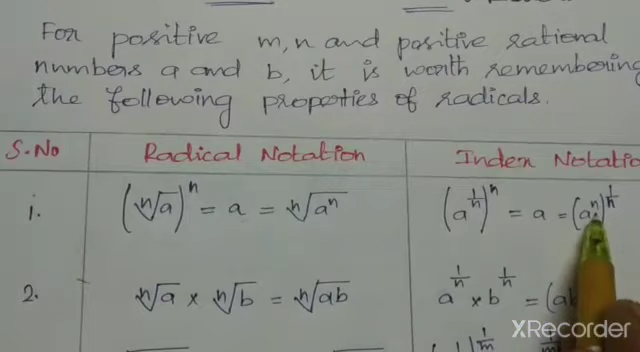 For positive m, n and positive rational
numbers a and b, it is worth remembering
the following properties of radicals.
S.No Radical Notation Index Notatio
1. (ⁿ√a)ⁿ = a = ⁿ√aⁿ (a^{1/n})ⁿ = a = (aⁿ)^{1/n}
2. ⁿ√a × ⁿ√b = ⁿ√ab a^{1/n} × b^{1/n} = (ab
XRecorder